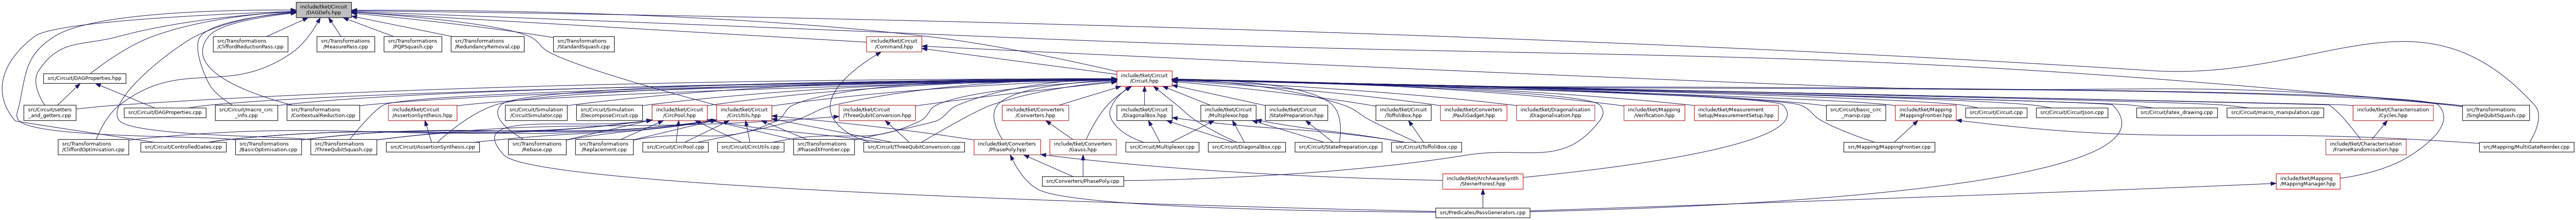 include/tket/Circuit
/DAGDefs.hpp
src/Transformations
/CliffordReductionPass.cpp
src/Transformations
/MeasurePass.cpp
src/Transformations
/PQPSquash.cpp
src/Transformations
/RedundancyRemoval.cpp
src/Transformations
/StandardSquash.cpp
include/tket/Circuit
/Command.hpp
src/Circuit/DAGProperties.hpp
include/tket/Circuit
/Circuit.hpp
src/Circuit/setters
_and_getters.cpp
src/Circuit/DAGProperties.cpp
src/Circuit/macro_circ
_info.cpp
src/Transformations
/ContextualReduction.cpp
include/tket/Circuit
/AssertionSynthesis.hpp
src/Circuit/Simulation
/CircuitSimulator.cpp
src/Circuit/Simulation
/DecomposeCircuit.cpp
include/tket/Circuit
/CircPool.hpp
include/tket/Circuit
/CircUtils.hpp
include/tket/Circuit
/ThreeQubitConversion.hpp
include/tket/Converters
/Converters.hpp
include/tket/Circuit
/DiagonalBox.hpp
include/tket/Circuit
/Multiplexor.hpp
include/tket/Circuit
/StatePreparation.hpp
include/tket/Circuit
/ToffoliBox.hpp
include/tket/Converters
/PauliGadget.hpp
include/tket/Diagonalisation
/Diagonalisation.hpp
include/tket/Mapping
/Verification.hpp
include/tket/Measurement
Setup/MeasurementSetup.hpp
src/Circuit/basic_circ
_manip.cpp
include/tket/Mapping
/MappingFrontier.hpp
src/Circuit/Circuit.cpp
src/Circuit/CircuitJson.cpp
src/Circuit/latex_drawing.cpp
src/Circuit/macro_manipulation.cpp
include/tket/Characterisation
/Cycles.hpp
src/Transformations
/SingleQubitSquash.cpp
src/Transformations
/CliffordOptimisation.cpp
src/Circuit/ControlledGates.cpp
src/Transformations
/BasicOptimisation.cpp
src/Transformations
/ThreeQubitSquash.cpp
src/Circuit/AssertionSynthesis.cpp
src/Transformations
/Rebase.cpp
src/Transformations
/Replacement.cpp
src/Circuit/CircPool.cpp
src/Circuit/CircUtils.cpp
src/Transformations
/PhasedXFrontier.cpp
src/Circuit/ThreeQubitConversion.cpp
include/tket/Converters
/PhasePoly.hpp
include/tket/Converters
/Gauss.hpp
src/Circuit/Multiplexor.cpp
src/Circuit/DiagonalBox.cpp
src/Circuit/StatePreparation.cpp
src/Circuit/ToffoliBox.cpp
src/Mapping/MappingFrontier.cpp
include/tket/Characterisation
/FrameRandomisation.hpp
src/Mapping/MultiGateReorder.cpp
src/Converters/PhasePoly.cpp
include/tket/ArchAwareSynth
/SteinerForest.hpp
include/tket/Mapping
/MappingManager.hpp
src/Predicates/PassGenerators.cpp